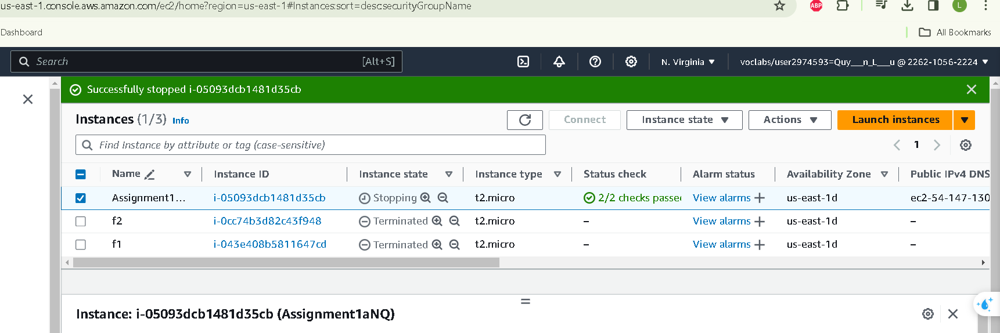 us-east-1.console.aws.amazon.com/ec2/home?region=us-east-1#Instances:sort=desc:securityGroupName
ABP
L
Dashboard
All Bookmarks
Search [Alt+S]
N. Virginia
voclabs/user2974593=Quy___n_L___u @ 2262-1056-2224
Successfully stopped i-05093dcb1481d35cb
Instances (1/3) Info
Connect
Instance state
Actions
Launch instances
Find Instance by attribute or tag (case-sensitive)
1
Name Instance ID Instance state Instance type Status check Alarm status Availability Zone Public IPv4 DNS
Assignment1... i-05093dcb1481d35cb Stopping t2.micro 2/2 checks passed View alarms + us-east-1d ec2-54-147-130
f2 i-0cc74b3d82c43f948 Terminated t2.micro – View alarms + us-east-1d –
f1 i-043e408b5811647cd Terminated t2.micro – View alarms + us-east-1d –
Instance: i-05093dcb1481d35cb (Assignment1aNQ)